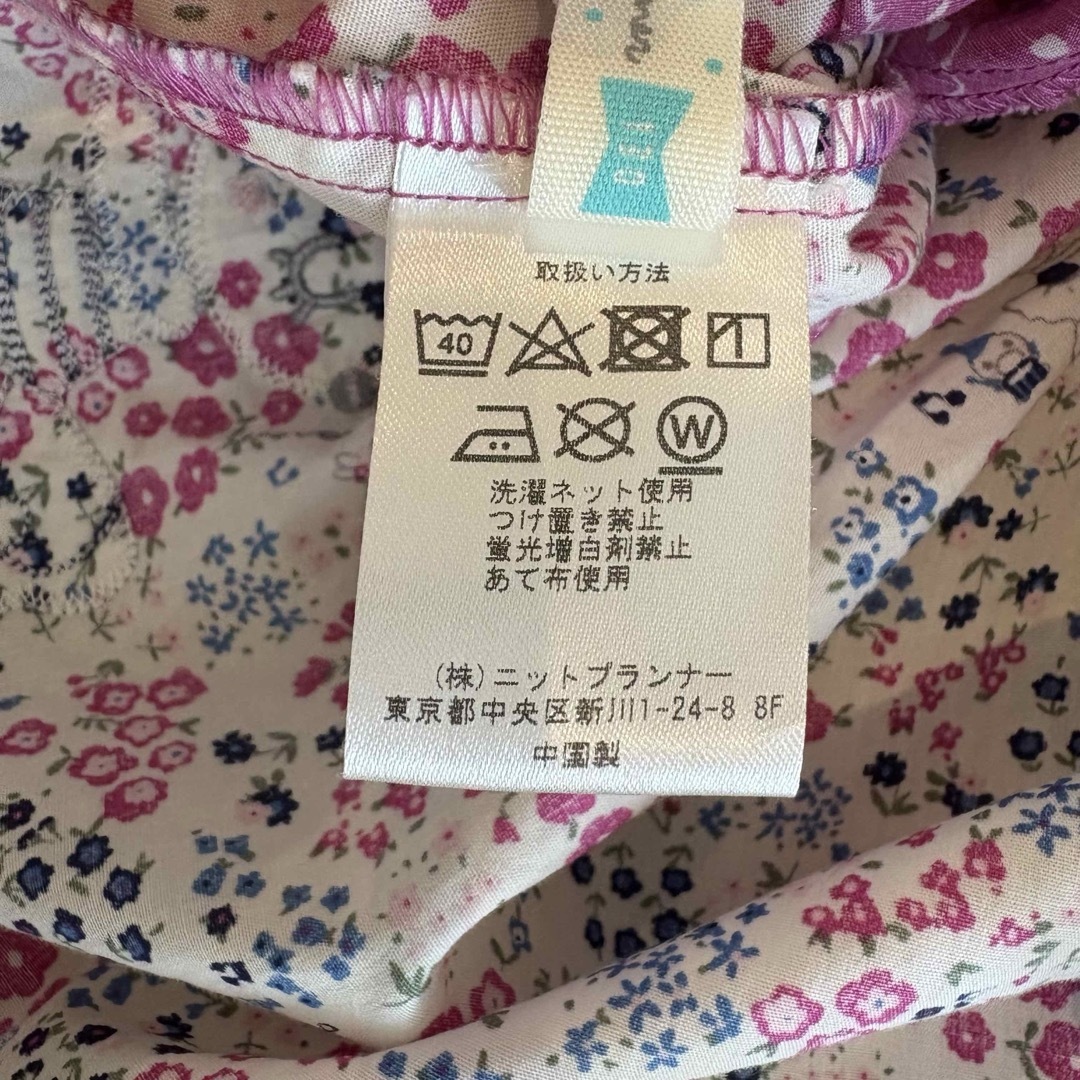 取扱い方法
40
W
洗濯ネット使用
つけ置き禁止
蛍光増白剤禁止
あて布使用
(株)ニットプランナー
東京都中央区新川1-24-8 8F
中国製